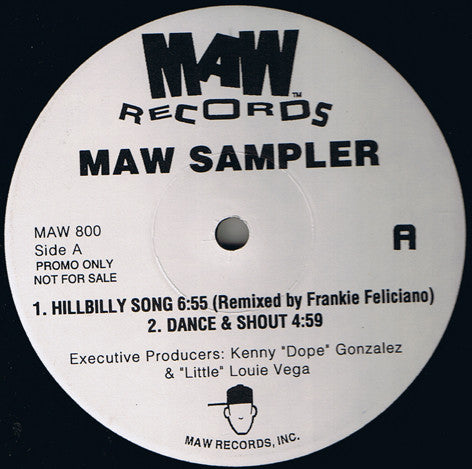 MAW
TM
RECORDS
MAW SAMPLER
MAW 800
Side A
PROMO ONLY
NOT FOR SALE
A
1. HILLBILLY SONG 6:55 (Remixed by Frankie Feliciano)
2. DANCE & SHOUT 4:59
Executive Producers: Kenny "Dope" Gonzalez
& "Little" Louie Vega
MAW RECORDS, INC.